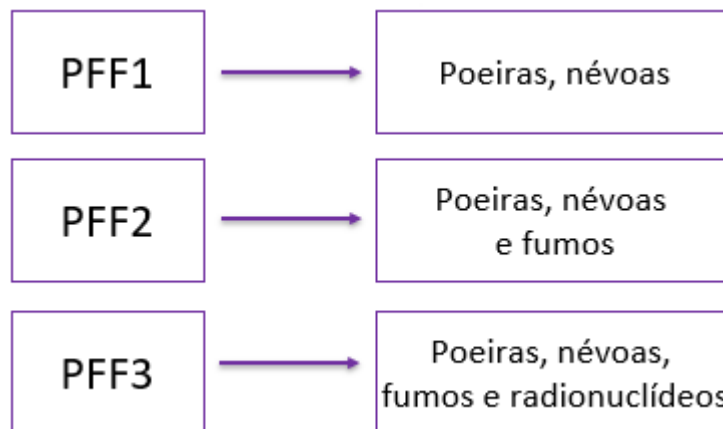 PFF1
Poeiras, névoas
PFF2
Poeiras, névoas
e fumos
PFF3
Poeiras, névoas,
fumos e radionuclídeos